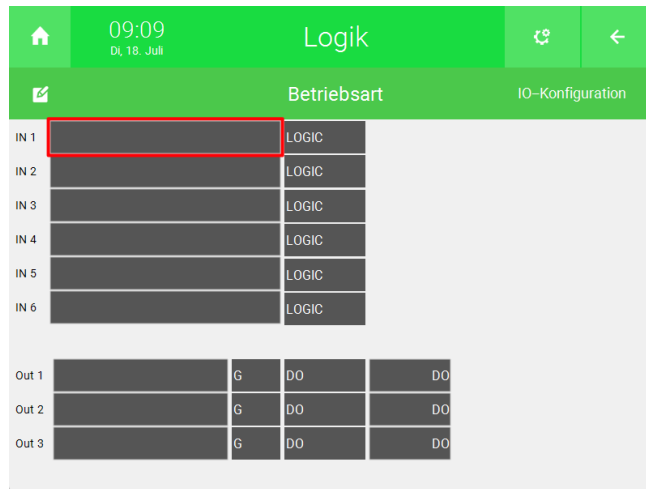 09:09
Di, 18. Juli
Logik
Betriebsart
IO-Konfiguration
IN 1 LOGIC
IN 2 LOGIC
IN 3 LOGIC
IN 4 LOGIC
IN 5 LOGIC
IN 6 LOGIC
Out 1 G DO DO
Out 2 G DO DO
Out 3 G DO DO